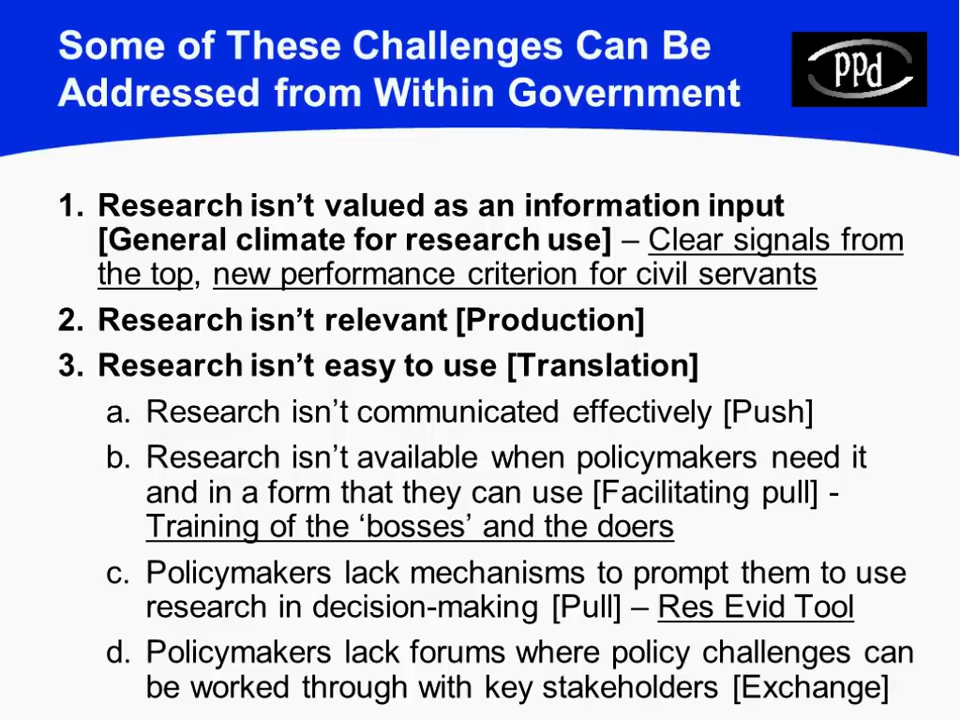 Some of These Challenges Can Be
Addressed from Within Government
ppd
1. Research isn’t valued as an information input
[General climate for research use] – Clear signals from
the top, new performance criterion for civil servants
2. Research isn’t relevant [Production]
3. Research isn’t easy to use [Translation]
a. Research isn’t communicated effectively [Push]
b. Research isn’t available when policymakers need it
and in a form that they can use [Facilitating pull] -
Training of the ‘bosses’ and the doers
c. Policymakers lack mechanisms to prompt them to use
research in decision-making [Pull] – Res Evid Tool
d. Policymakers lack forums where policy challenges can
be worked through with key stakeholders [Exchange]